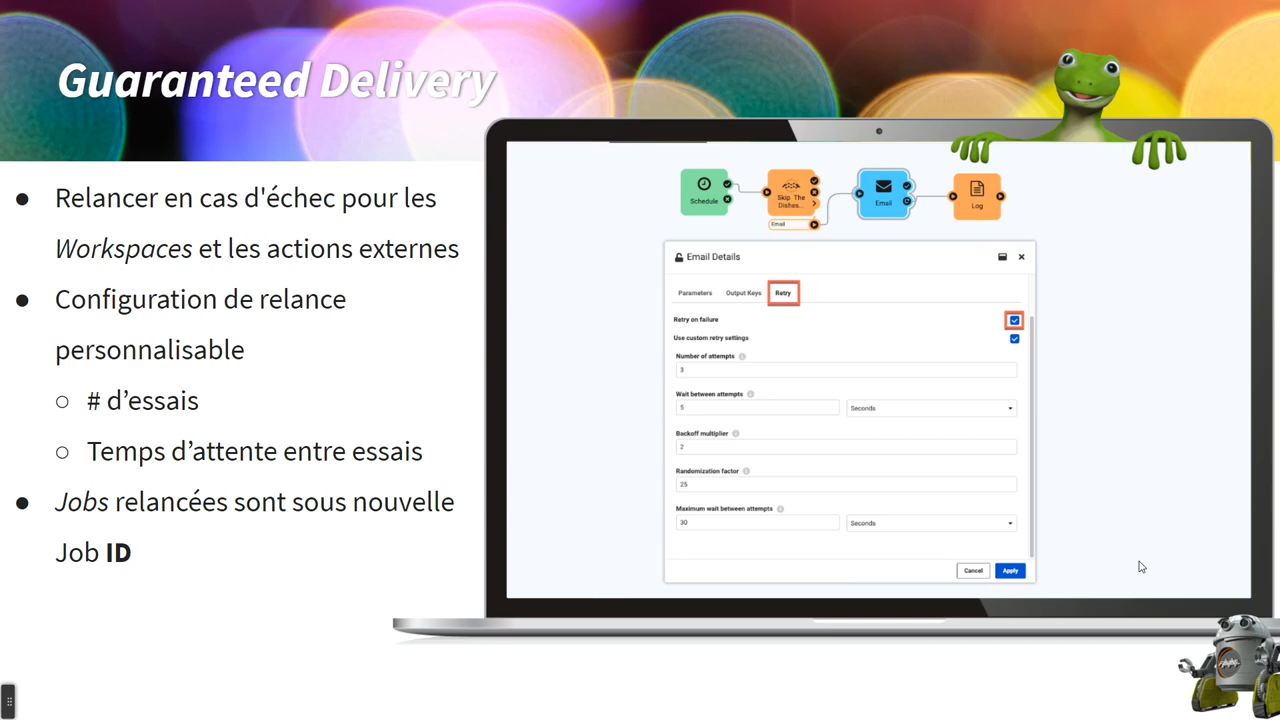 Guaranteed Delivery
Relancer en cas d'échec pour les
Workspaces et les actions externes
Configuration de relance
personnalisable
# d’essais
Temps d’attente entre essais
Jobs relancées sont sous nouvelle
Job ID
Schedule
Skip The
Dishes...
Email
Email
Log
Email Details
Parameters
Output Keys
Retry
Retry on failure
Use custom retry settings
Number of attempts
3
Wait between attempts
5
Seconds
Backoff multiplier
2
Randomization factor
25
Maximum wait between attempts
30
Seconds
Cancel
Apply